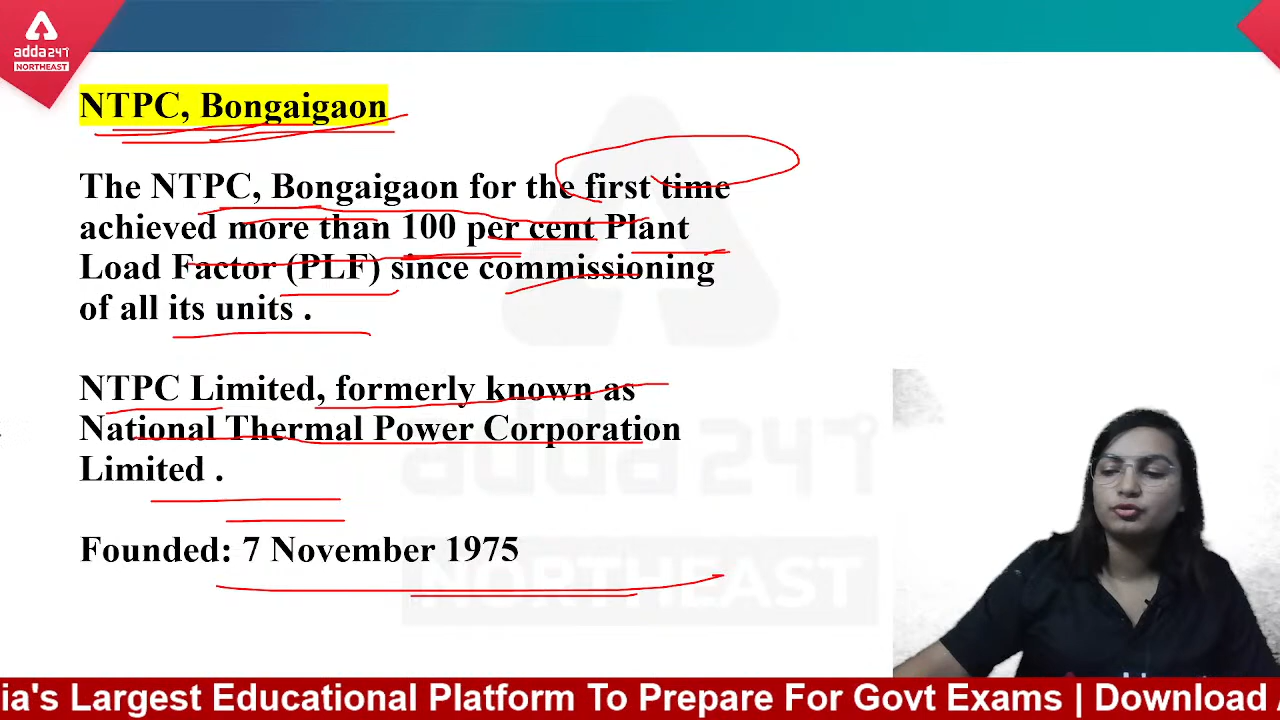 adda247
NORTHEAST
NTPC, Bongaigaon
The NTPC, Bongaigaon for the first time
achieved more than 100 per cent Plant
Load Factor (PLF) since commissioning
of all its units .
NTPC Limited, formerly known as
National Thermal Power Corporation
Limited .
adda247
Founded: 7 November 1975
NORTHEAST
ia's Largest Educational Platform To Prepare For Govt Exams | Download